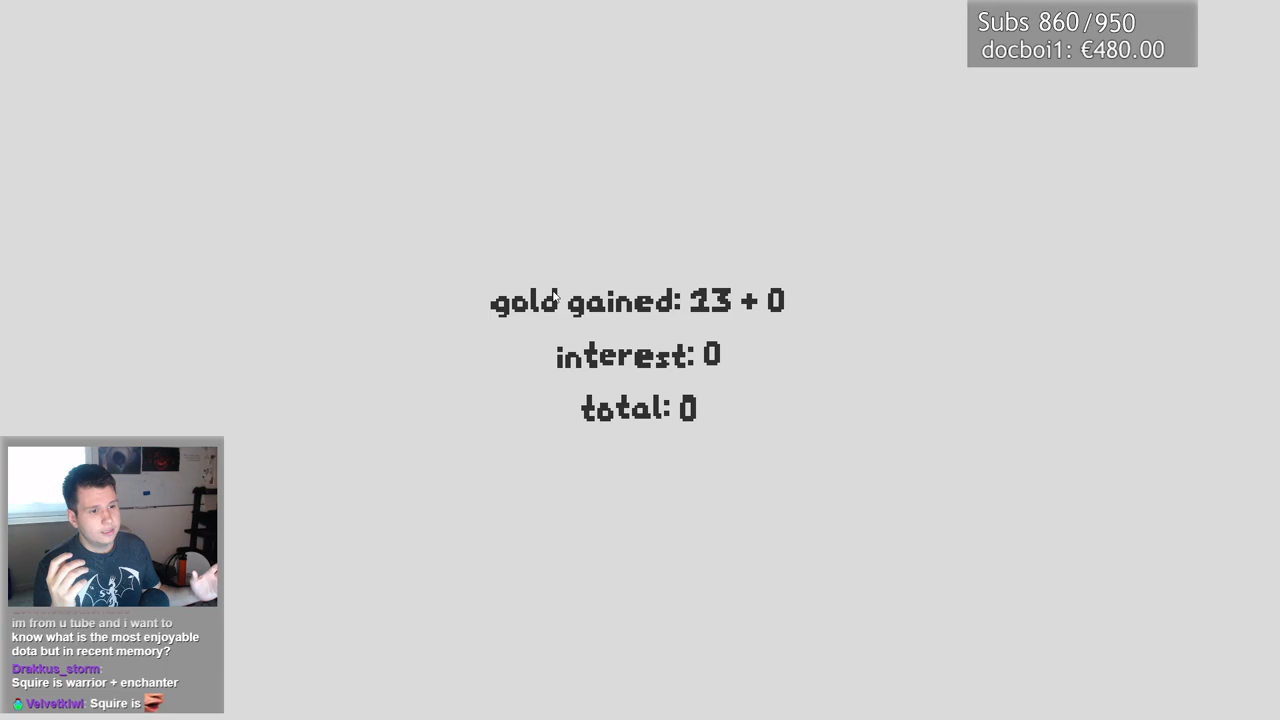 Subs 860/950
docboi1: €480.00
gold gained: 13 + 0
interest: 0
total: 0
im from u tube and i want to
know what is the most enjoyable
dota but in recent memory?
Drakkus_storm:
Squire is warrior + enchanter
Velvetkiwi: Squire is